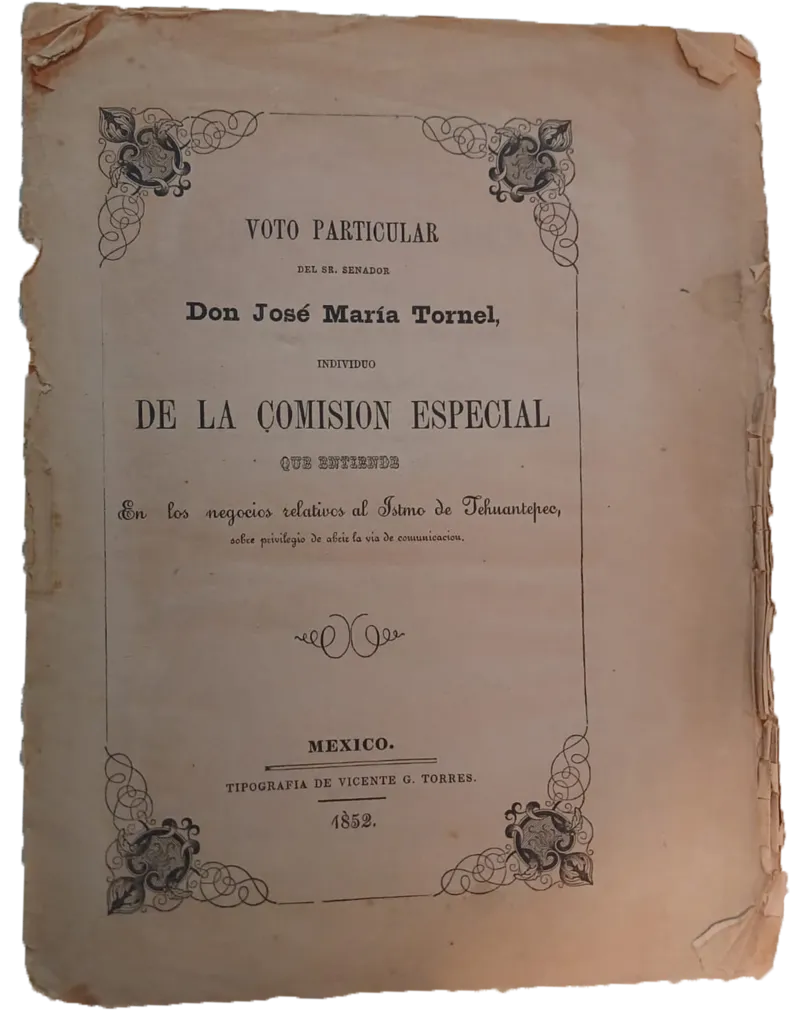 VOTO PARTICULAR
DEL SR. SENADOR
Don José María Tornel,
INDIVIDUO
DE LA COMISION ESPECIAL
QUE ENTIENDE
En los negocios relativos al Istmo de Tehuantepec,
sobre privilegio de abrir la via de comunicacion.
MEXICO.
TIPOGRAFIA DE VICENTE G. TORRES.
1852.